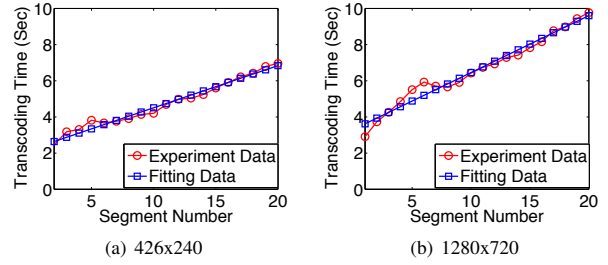 10
8
6
4
2
0
Transcoding Time (Sec)
Experiment Data
Fitting Data
5 10 15 20
Segment Number
(a) 426x240
10
8
6
4
2
0
Transcoding Time (Sec)
Experiment Data
Fitting Data
5 10 15 20
Segment Number
(b) 1280x720